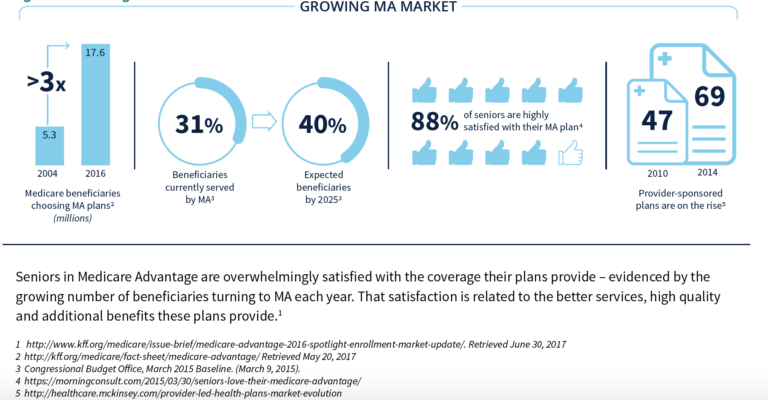 GROWING MA MARKET
>3x
5.3
17.6
2004
2016
Medicare beneficiaries
choosing MA plans²
(millions)
31%
Beneficiaries
currently served
by MA³
40%
Expected
beneficiaries
by 2025³
88% of seniors are highly
satisfied with their MA plan⁴
47
69
2010
2014
Provider-sponsored
plans are on the rise⁵
Seniors in Medicare Advantage are overwhelmingly satisfied with the coverage their plans provide – evidenced by the
growing number of beneficiaries turning to MA each year. That satisfaction is related to the better services, high quality
and additional benefits these plans provide.¹
1 http://www.kff.org/medicare/issue-brief/medicare-advantage-2016-spotlight-enrollment-market-update/. Retrieved June 30, 2017
2 http://kff.org/medicare/fact-sheet/medicare-advantage/ Retrieved May 20, 2017
3 Congressional Budget Office, March 2015 Baseline. (March 9, 2015).
4 https://morningconsult.com/2015/03/30/seniors-love-their-medicare-advantage/
5 http://healthcare.mckinsey.com/provider-led-health-plans-market-evolution